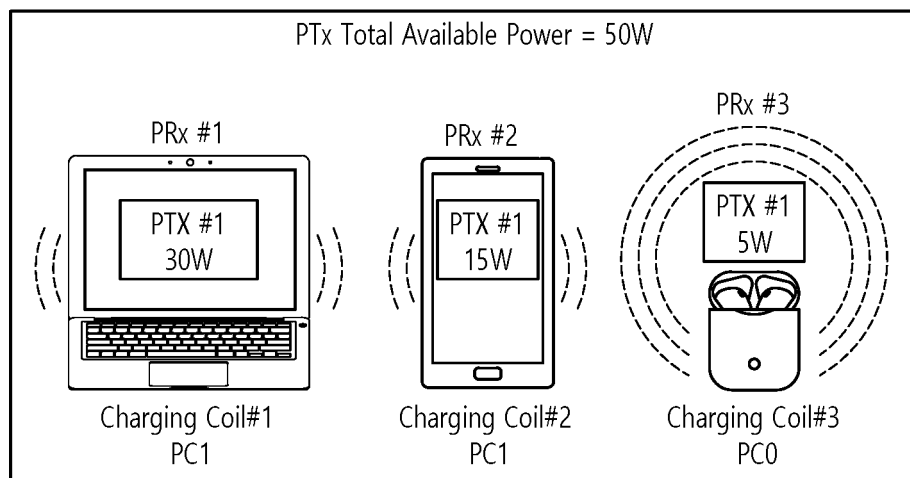 PTx Total Available Power = 50W
PRx #1
PTX #1
30W
Charging Coil#1
PC1
PRx #2
PTX #1
15W
Charging Coil#2
PC1
PRx #3
PTX #1
5W
Charging Coil#3
PC0